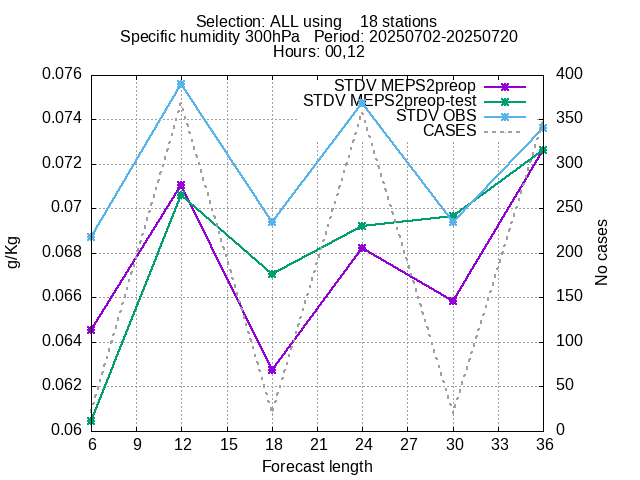 Selection: ALL using    18 stations
Specific humidity 300hPa   Period: 20250702-20250720
Hours: 00,12
0.076 400
STDV MEPS2preop
STDV MEPS2preop-test
0.074 350
STDV OBS
CASES
0.072 300
0.07 250
0.068 200
0.066 150
0.064 100
0.062 50
0.06 0
g/Kg
No cases
6 9 12 15 18 21 24 27 30 33 36
Forecast length